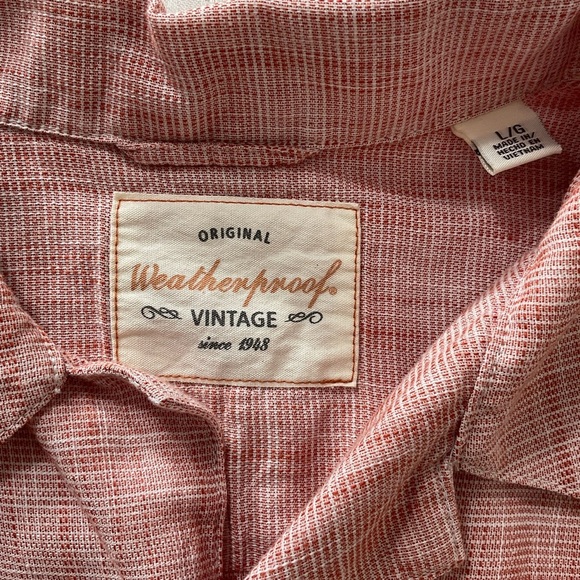 L/G
MADE IN/
HECHO EN
VIETNAM
ORIGINAL
Weatherproof®
VINTAGE
since 1948